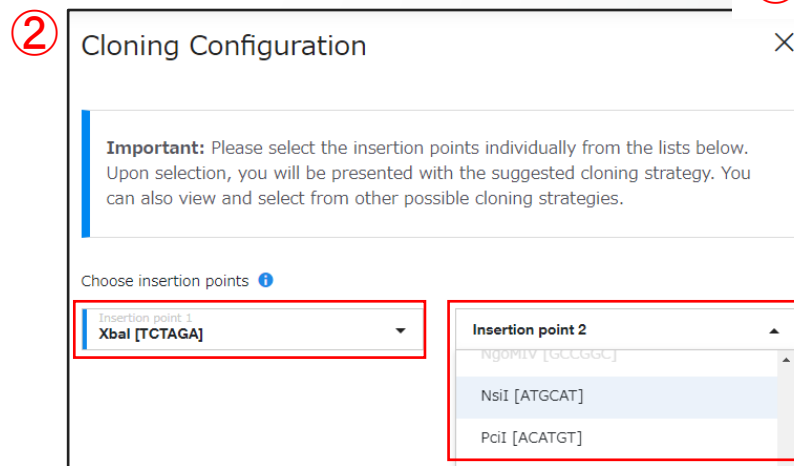 ②
Cloning Configuration
Important: Please select the insertion points individually from the lists below.
Upon selection, you will be presented with the suggested cloning strategy. You
can also view and select from other possible cloning strategies.
Choose insertion points
Insertion point 1
XbaI [TCTAGA]
Insertion point 2
NgoMIV [GCCGGC]
NsiI [ATGCAT]
PciI [ACATGT]